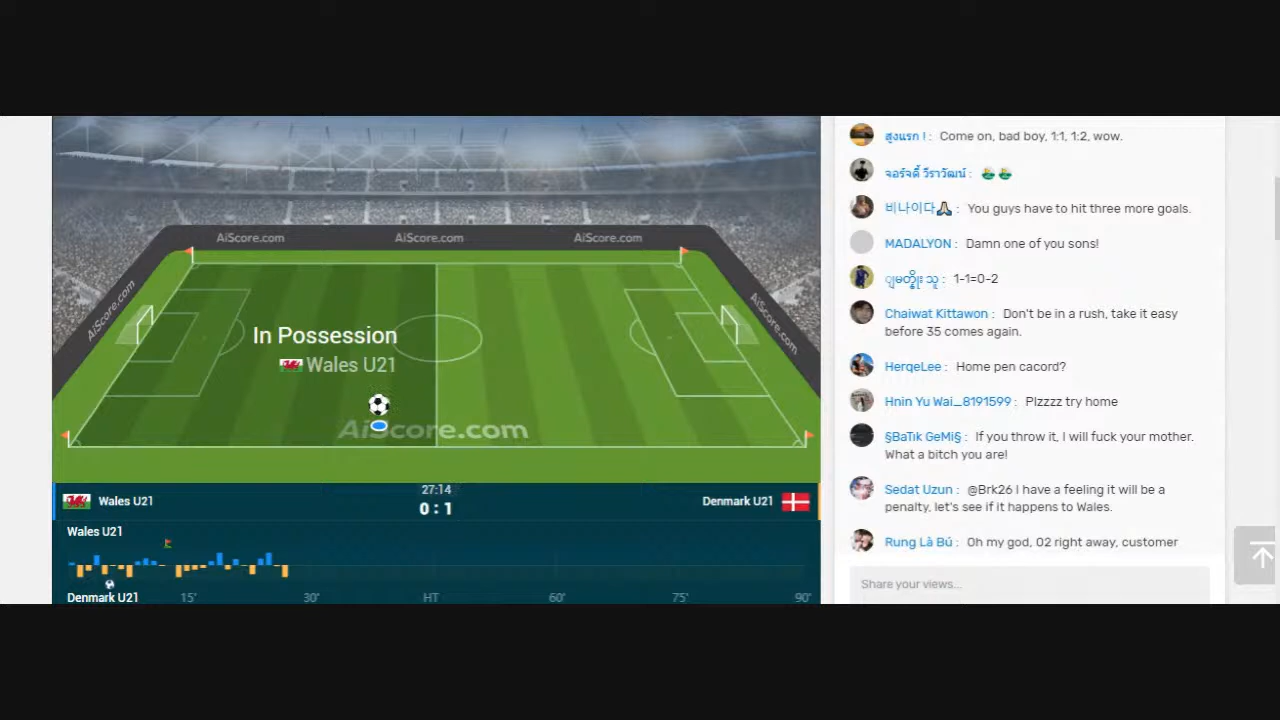 AiScore.com AiScore.com AiScore.com
AiScore.com
AiScore.com
In Possession
Wales U21
AiScore.com
27:14
Wales U21 0 : 1 Denmark U21
Wales U21
Denmark U21 15' 30' HT 60' 75' 90'
สูงแรก ! : Come on, bad boy, 1:1, 1:2, wow.
จอร์จดี้ วีราวัฒน์ :
비나이다🙏🏻 : You guys have to hit three more goals.
MADALYON : Damn one of you sons!
1-1=0-2
Chaiwat Kittawon : Don't be in a rush, take it easy
before 35 comes again.
HerqeLee : Home pen cacord?
Hnin Yu Wai_8191599 : Plzzzz try home
§BaTık GeMi§ : If you throw it, I will fuck your mother.
What a bitch you are!
Sedat Uzun : @Brk26 I have a feeling it will be a
penalty, let's see if it happens to Wales.
Rung Là Bú : Oh my god, 02 right away, customer
Share your views...